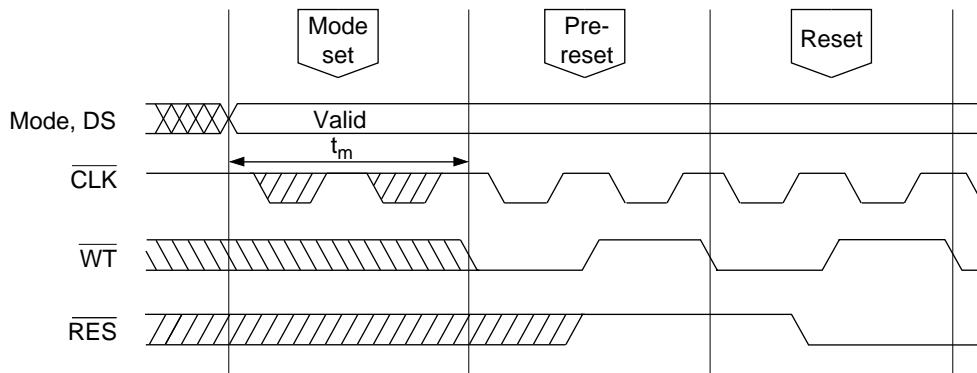 Mode
set
Pre-
reset
Reset
Mode, DS
Valid
tm
CLK
WT
RES